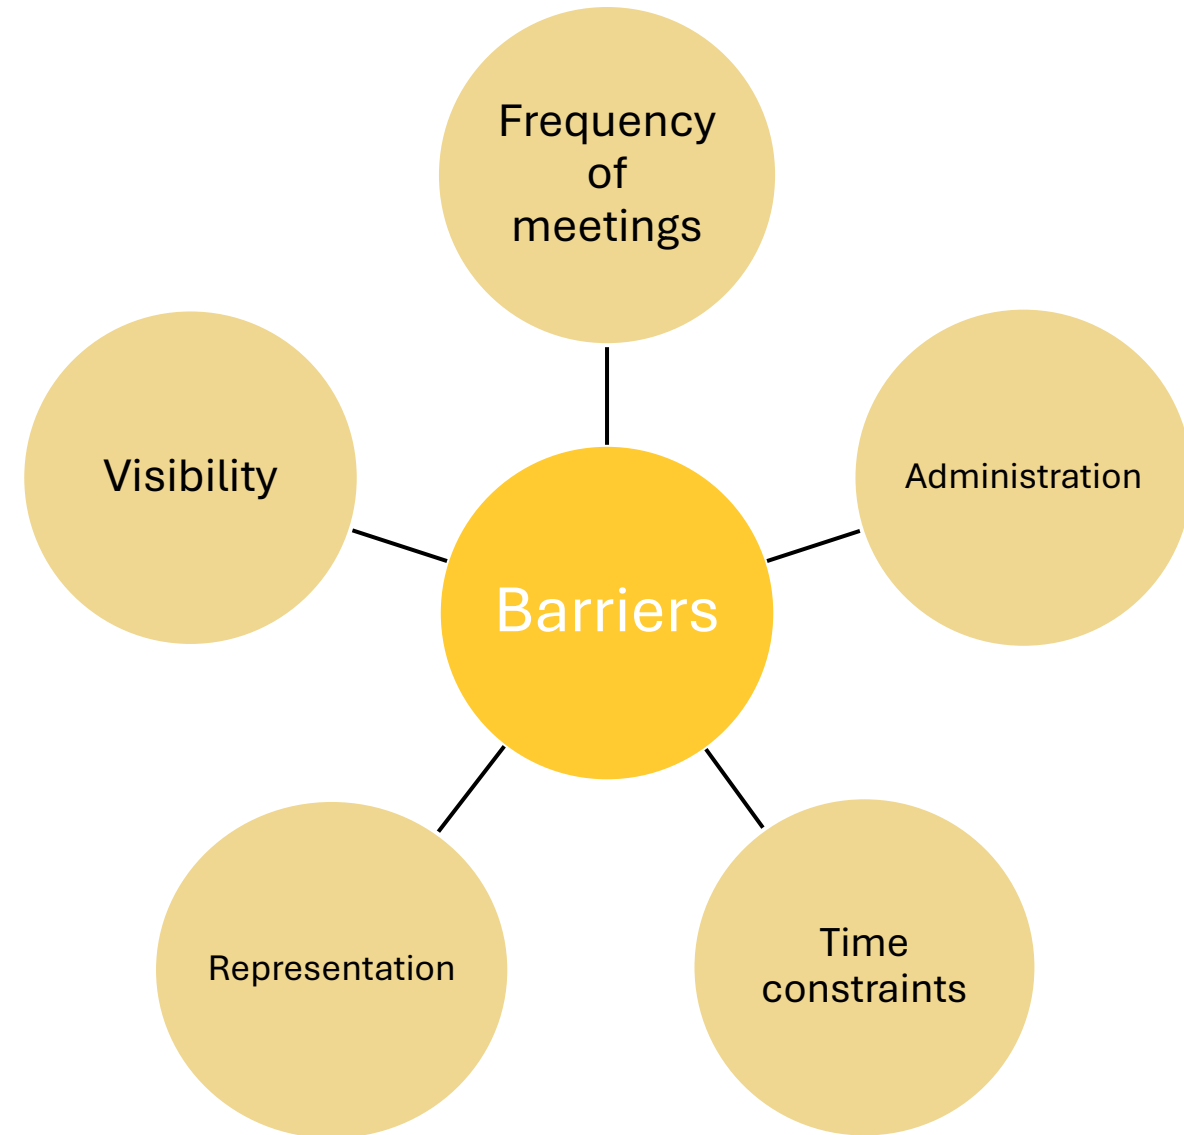 Frequency
of
meetings
Visibility
Administration
Barriers
Representation
Time
constraints